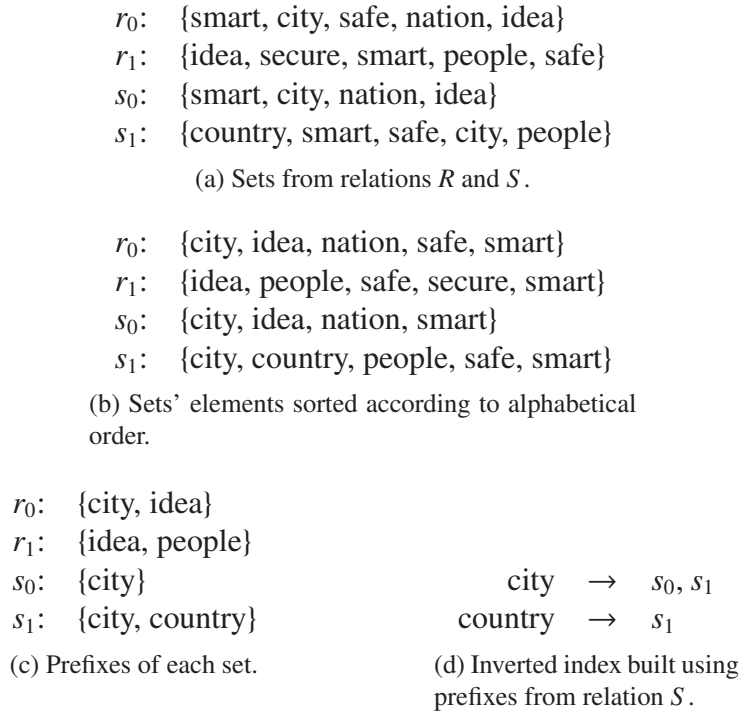 r0: {smart, city, safe, nation, idea}
r1: {idea, secure, smart, people, safe}
s0: {smart, city, nation, idea}
s1: {country, smart, safe, city, people}
(a) Sets from relations R and S.
r0: {city, idea, nation, safe, smart}
r1: {idea, people, safe, secure, smart}
s0: {city, idea, nation, smart}
s1: {city, country, people, safe, smart}
(b) Sets' elements sorted according to alphabetical
order.
r0: {city, idea}
r1: {idea, people}
s0: {city}
s1: {city, country}
(c) Prefixes of each set.
city → s0, s1
country → s1
(d) Inverted index built using
prefixes from relation S.